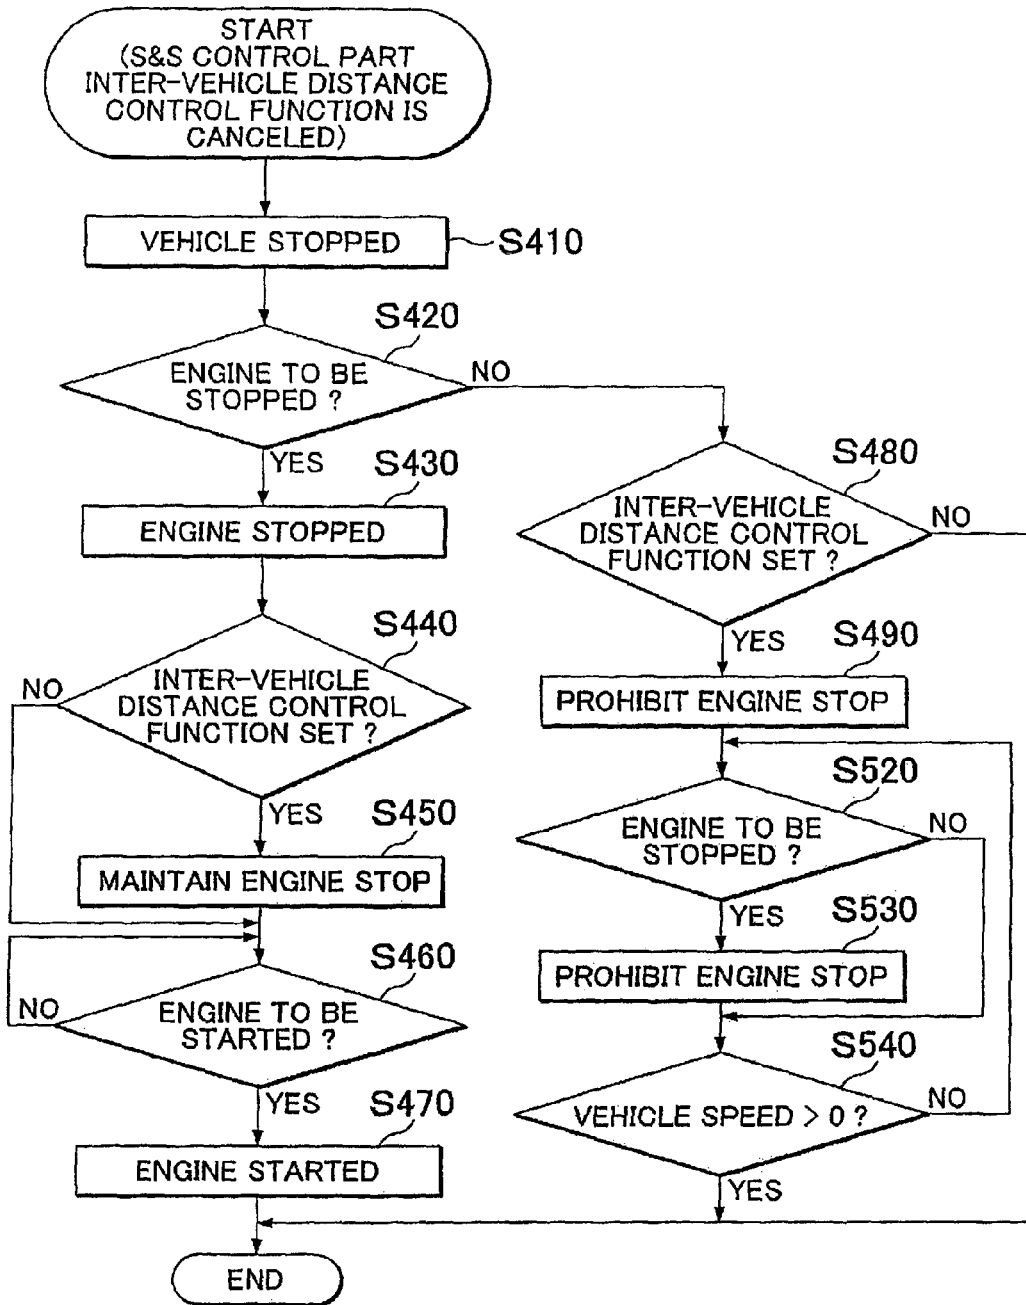 START
(S&S CONTROL PART
INTER-VEHICLE DISTANCE
CONTROL FUNCTION IS
CANCELED)
VEHICLE STOPPED
S410
S420
ENGINE TO BE
STOPPED ?
NO
YES
S430
ENGINE STOPPED
S440
INTER-VEHICLE
DISTANCE CONTROL
FUNCTION SET ?
NO
YES
S450
MAINTAIN ENGINE STOP
S460
ENGINE TO BE
STARTED ?
NO
YES
S470
ENGINE STARTED
S480
INTER-VEHICLE
DISTANCE CONTROL
FUNCTION SET ?
NO
YES
S490
PROHIBIT ENGINE STOP
S520
ENGINE TO BE
STOPPED ?
NO
YES
S530
PROHIBIT ENGINE STOP
S540
VEHICLE SPEED > 0 ?
NO
YES
END